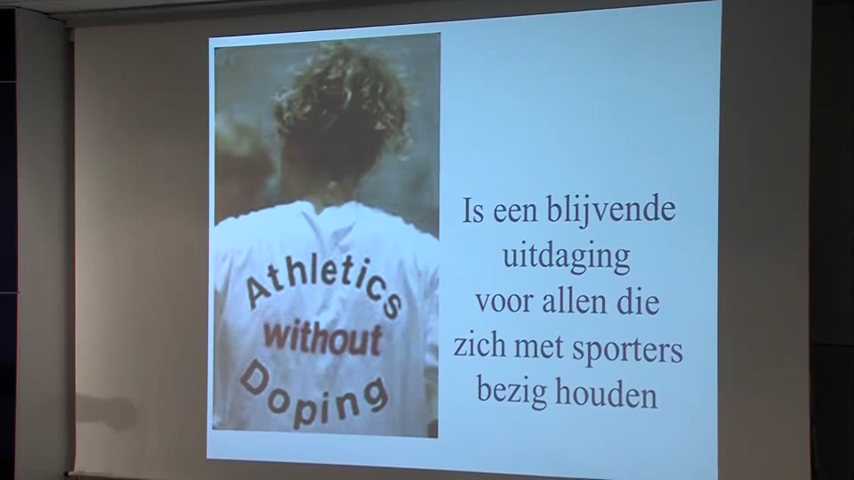 Athletics
without
Doping
Is een blijvende
uitdaging
voor allen die
zich met sporters
bezig houden